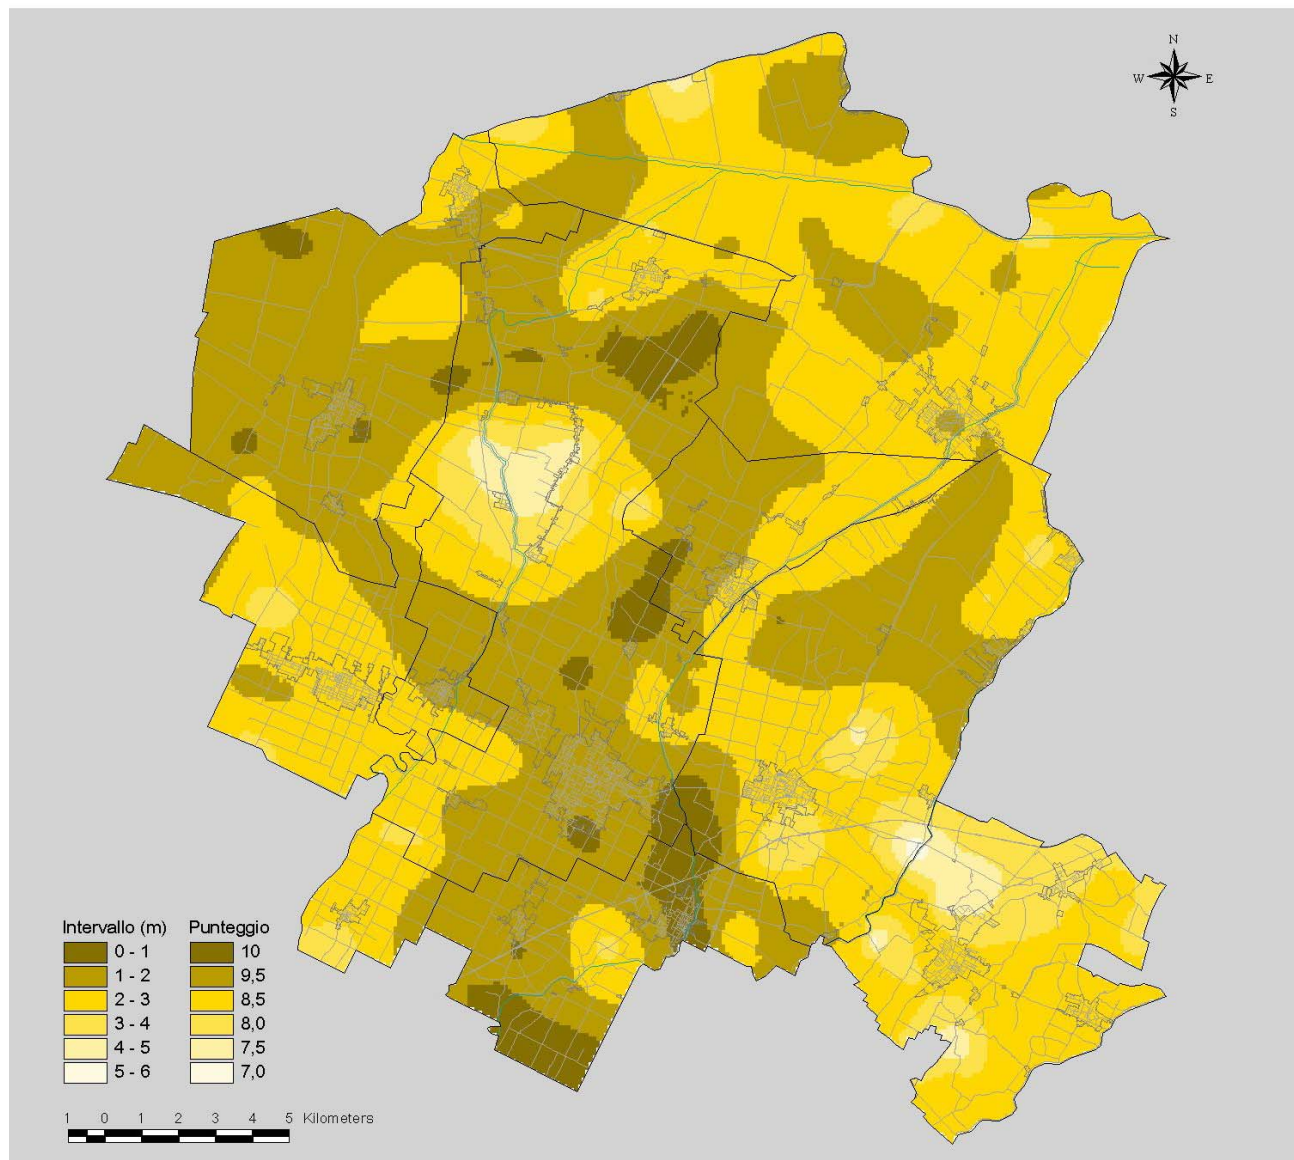 N
W E
S
Intervallo (m) Punteggio
0 - 1 10
1 - 2 9,5
2 - 3 8,5
3 - 4 8,0
4 - 5 7,5
5 - 6 7,0
1 0 1 2 3 4 5 Kilometers